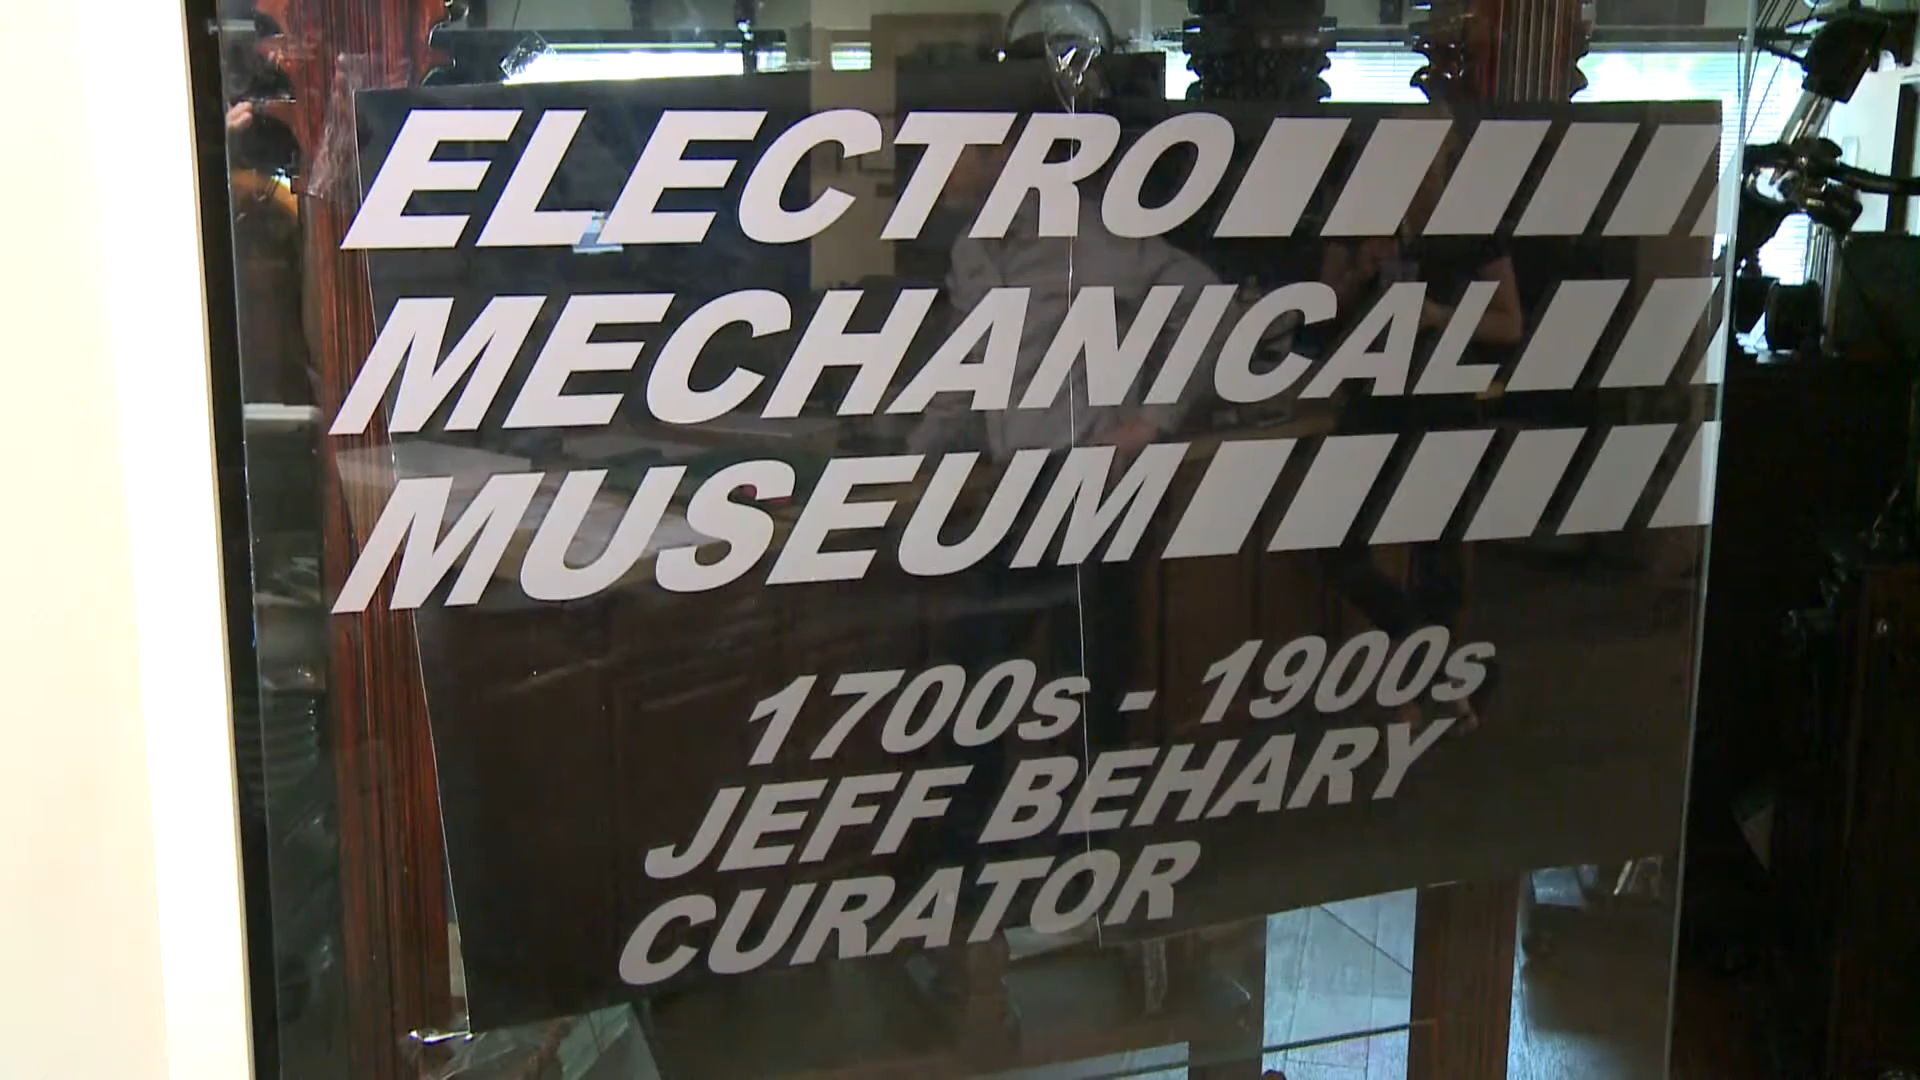 ELECTRO
MECHANICAL
MUSEUM
1700s - 1900s
JEFF BEHARY
CURATOR